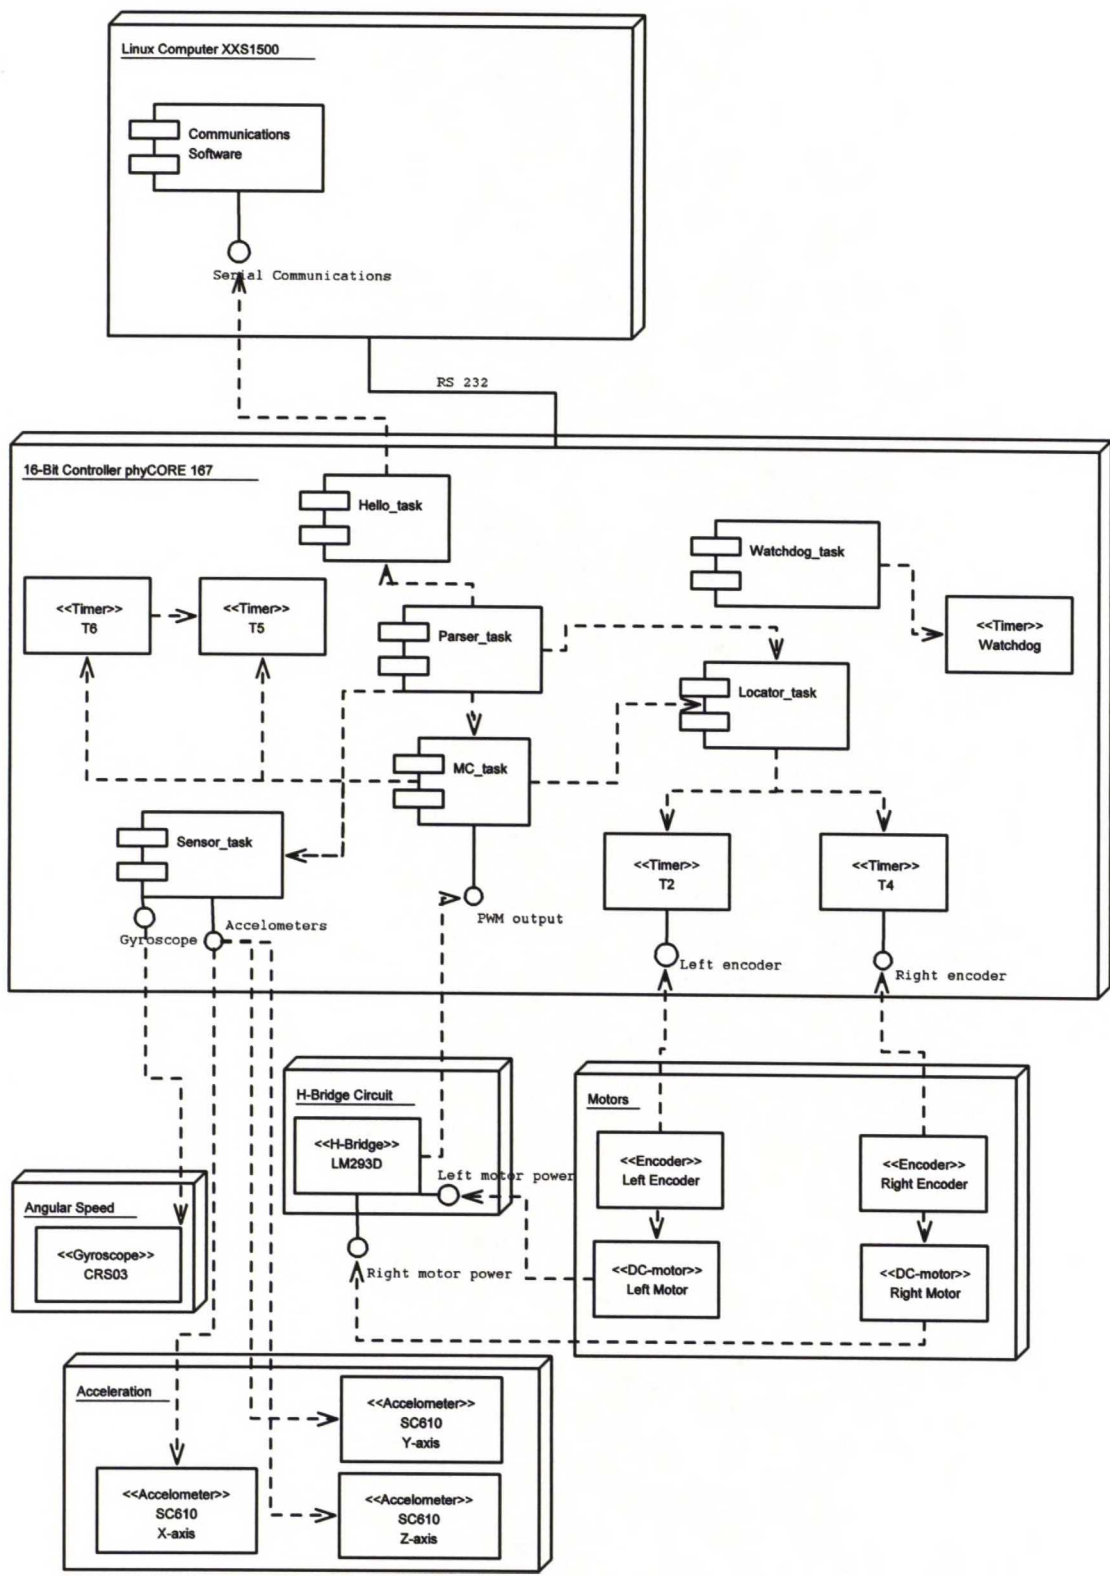 Linux Computer XXS1500
Communications
Software
Serial Communications
RS 232
16-Bit Controller phyCORE 167
Hello_task
Watchdog_task
<<Timer>>
T6
<<Timer>>
T5
Parser_task
<<Timer>>
Watchdog
Locator_task
MC_task
Sensor_task
<<Timer>>
T2
<<Timer>>
T4
Gyroscope
Accelometers
PWM output
Left encoder
Right encoder
H-Bridge Circuit
<<H-Bridge>>
LM293D
Left motor power
Right motor power
Motors
<<Encoder>>
Left Encoder
<<Encoder>>
Right Encoder
<<DC-motor>>
Left Motor
<<DC-motor>>
Right Motor
Angular Speed
<<Gyroscope>>
CRS03
Acceleration
<<Accelometer>>
SC610
Y-axis
<<Accelometer>>
SC610
X-axis
<<Accelometer>>
SC610
Z-axis